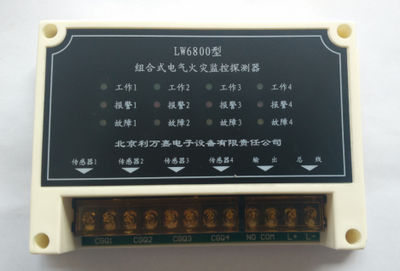 LW6800型
组合式电气火灾监控探测器
工作1 工作2 工作3 工作4
报警1 报警2 报警3 报警4
故障1 故障2 故障3 故障4
北京利万嘉电子设备有限责任公司
传感器1 传感器2 传感器3 传感器4 输出 总线
CGQ1 CGQ2 CGQ3 CGQ4 NO COM L+ L-